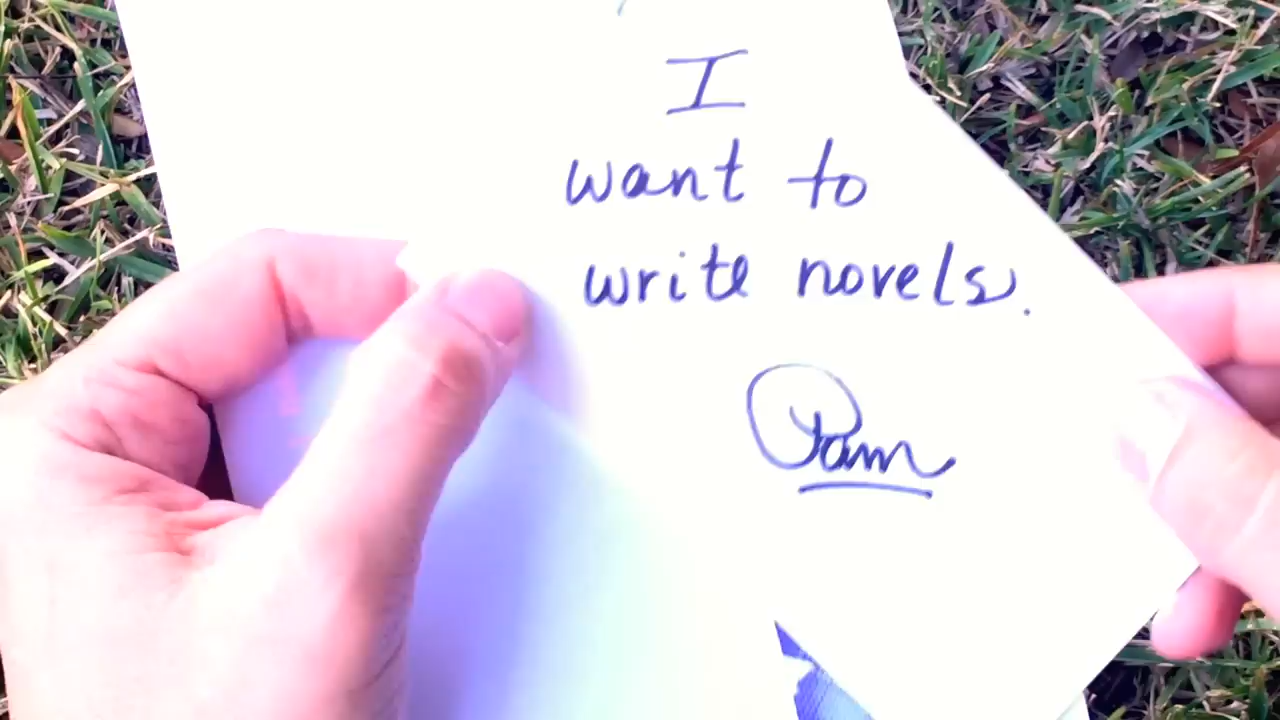 I
want to
write novels.
Pam